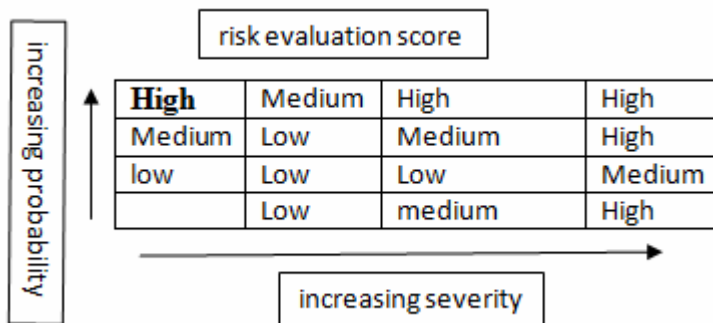 risk evaluation score
increasing probability
High Medium High High
Medium Low Medium High
low Low Low Medium
Low medium High
increasing severity